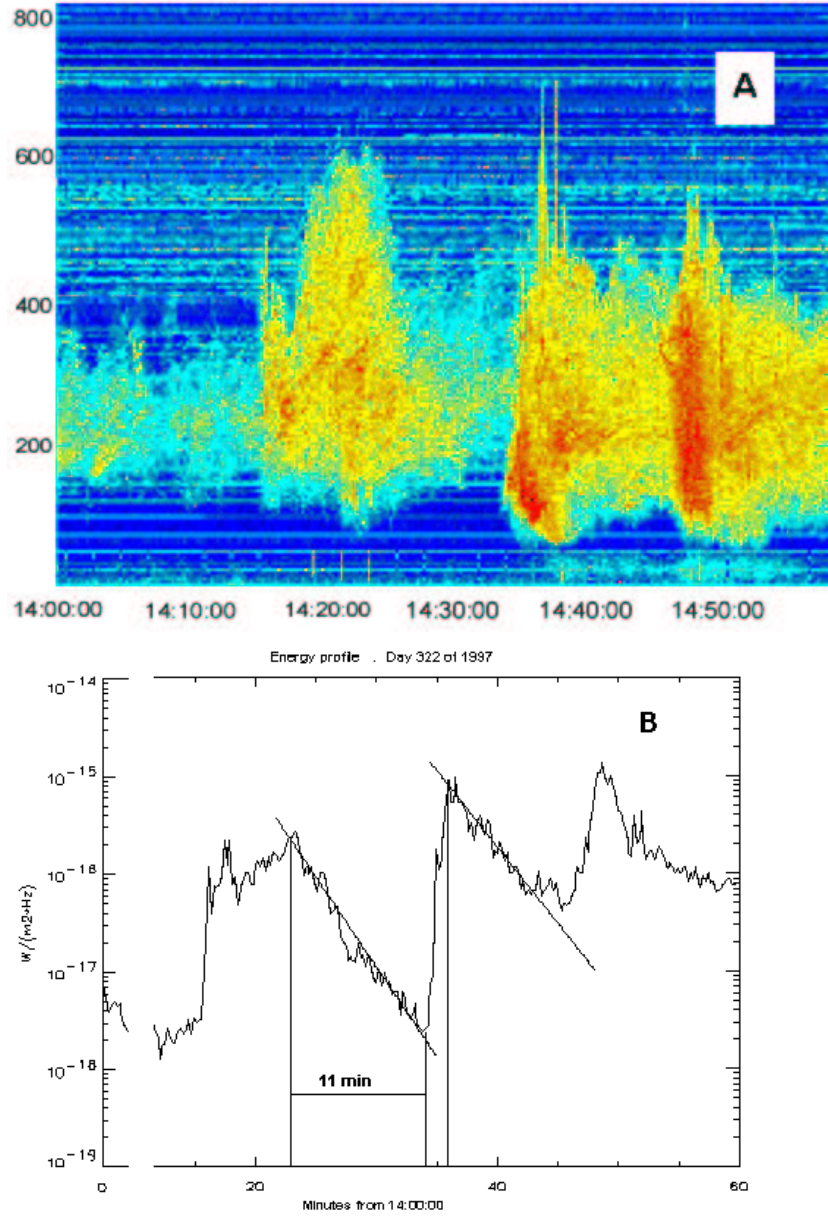 800
A
600
400
200
14:00:00 14:10:00 14:20:00 14:30:00 14:40:00 14:50:00
Energy profile . Day 322 of 1997
10-14
B
10-15
10-16
W/(m2*Hz)
10-17
10-18
11 min
10-19
0 20 40 60
Minutes from 14:00:00